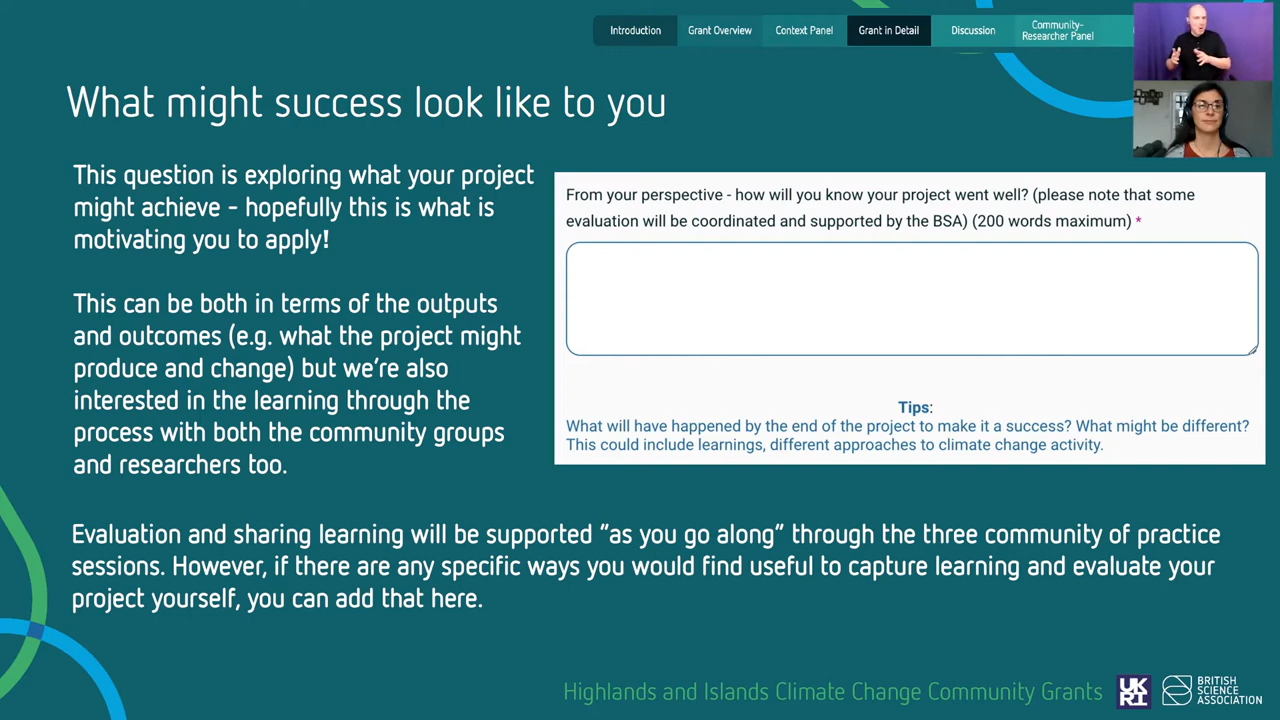 Introduction
Grant Overview
Context Panel
Grant in Detail
Discussion
Community-
Researcher Panel
What might success look like to you
This question is exploring what your project
might achieve - hopefully this is what is
motivating you to apply!
This can be both in terms of the outputs
and outcomes (e.g. what the project might
produce and change) but we're also
interested in the learning through the
process with both the community groups
and researchers too.
From your perspective - how will you know your project went well? (please note that some
evaluation will be coordinated and supported by the BSA) (200 words maximum) *
Tips:
What will have happened by the end of the project to make it a success? What might be different?
This could include learnings, different approaches to climate change activity.
Evaluation and sharing learning will be supported "as you go along" through the three community of practice
sessions. However, if there are any specific ways you would find useful to capture learning and evaluate your
project yourself, you can add that here.
Highlands and Islands Climate Change Community Grants
UK
RI
BRITISH
SCIENCE
ASSOCIATION